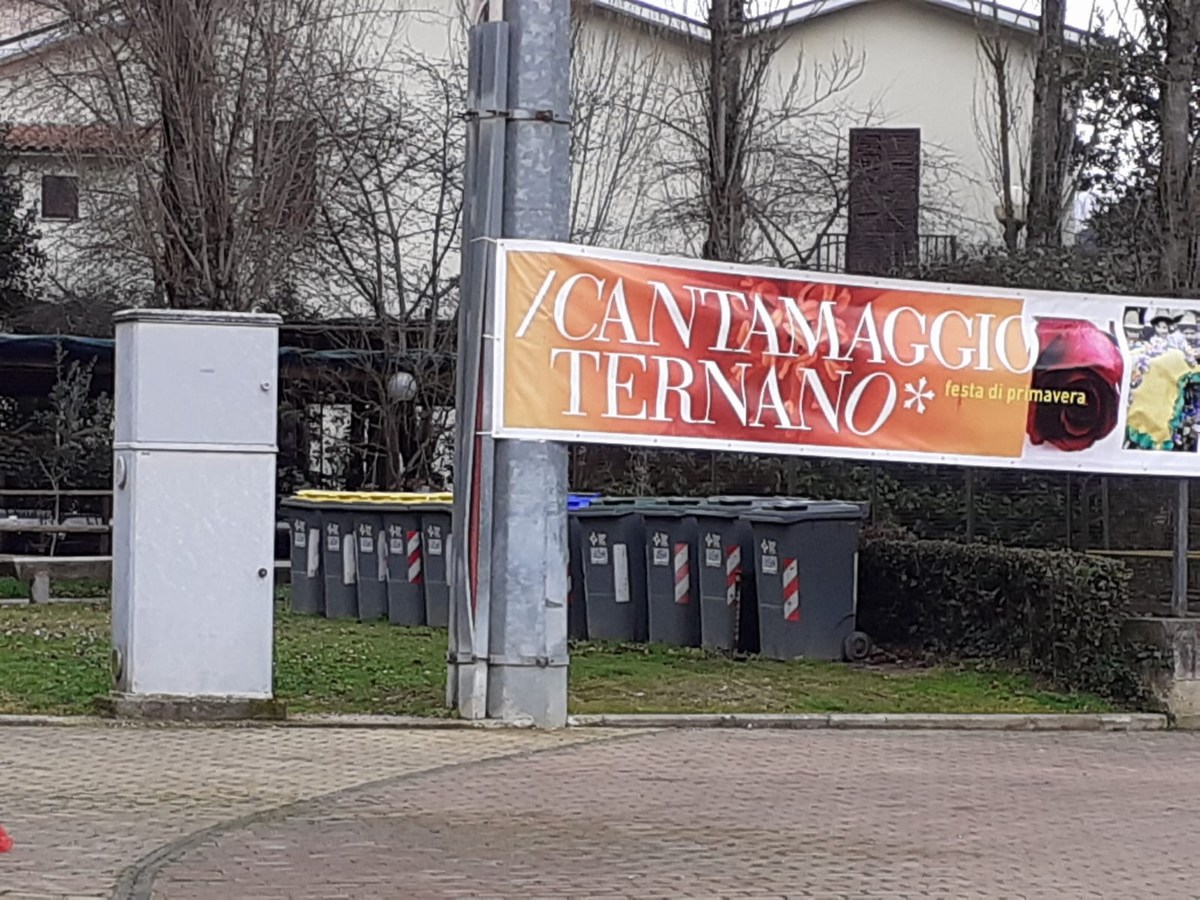 /CANTAMAGGIO
TERNANO* festa di primavera